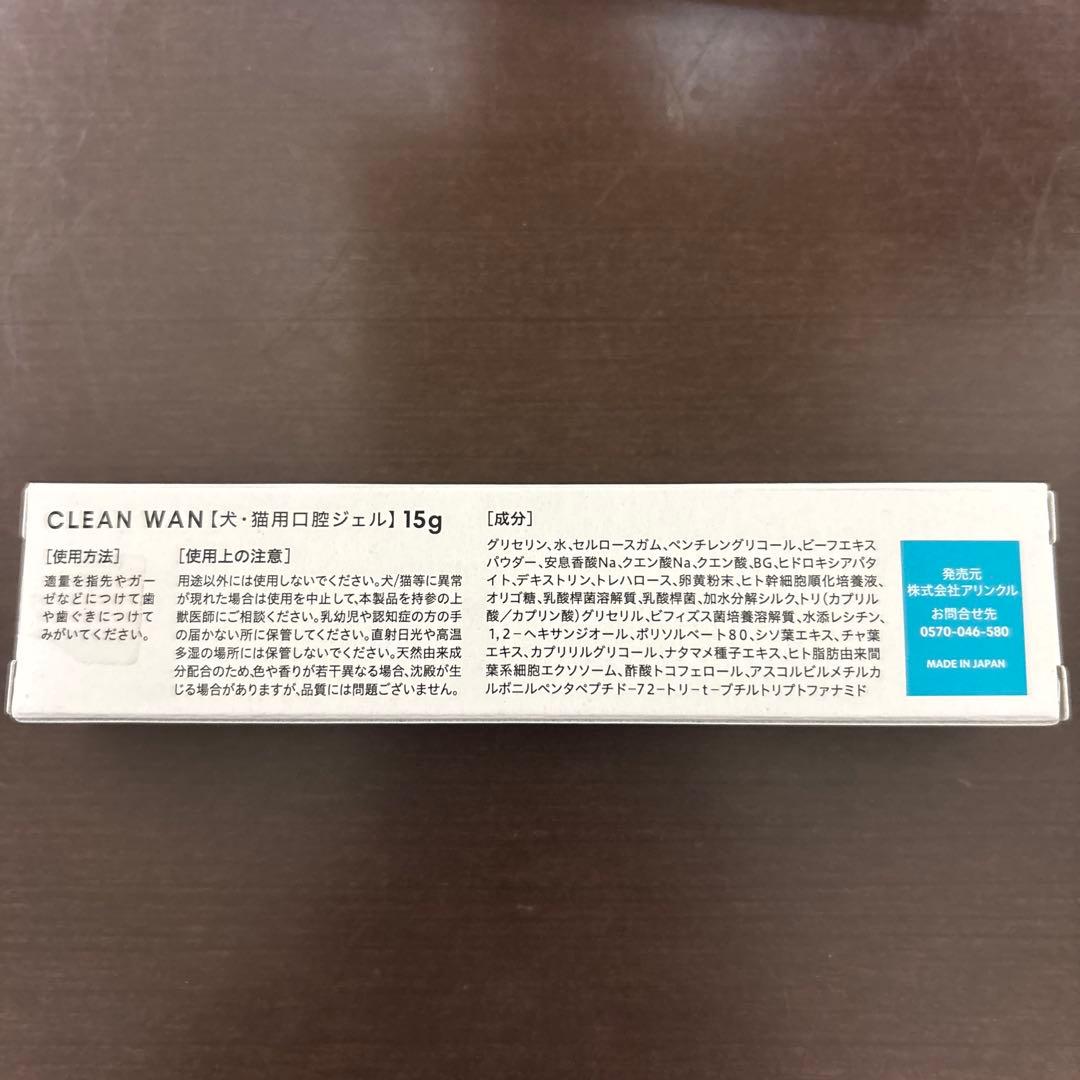 CLEAN WAN【犬・猫用口腔ジェル】15g
［使用方法］
適量を指先やガー
ゼなどにつけて歯
や歯ぐきにつけて
みがいてください。
［使用上の注意］
用途以外には使用しないでください。犬/猫等に異常
が現れた場合は使用を中止して、本製品を持参の上
獣医師にご相談ください。乳幼児や認知症の方の手
の届かない所に保管してください。直射日光や高温
多湿の場所には保管しないでください。天然由来成
分配合のため、色や香りが若干異なる場合、沈殿が生
じる場合がありますが、品質には問題ございません。
［成分］
グリセリン、水、セルロースガム、ペンチレングリコール、ビーフエキス
パウダー、安息香酸Na、クエン酸Na、クエン酸、BG、ヒドロキシアパタ
イト、デキストリン、トレハロース、卵黄粉末、ヒト幹細胞順化培養液、
オリゴ糖、乳酸桿菌溶解質、乳酸桿菌、加水分解シルク、トリ（カプリル
酸／カプリン酸）グリセリル、ビフィズス菌培養溶解質、水添レシチン、
1,2－ヘキサンジオール、ポリソルベート80、シソ葉エキス、チャ葉
エキス、カプリリルグリコール、ナタマメ種子エキス、ヒト脂肪由来間
葉系細胞エクソソーム、酢酸トコフェロール、アスコルビルメチルカ
ルボニルペンタペプチド－72－トリ－t－ブチルトリプトファナミド
発売元
株式会社アリンクル
お問合せ先
0570-046-580
MADE IN JAPAN